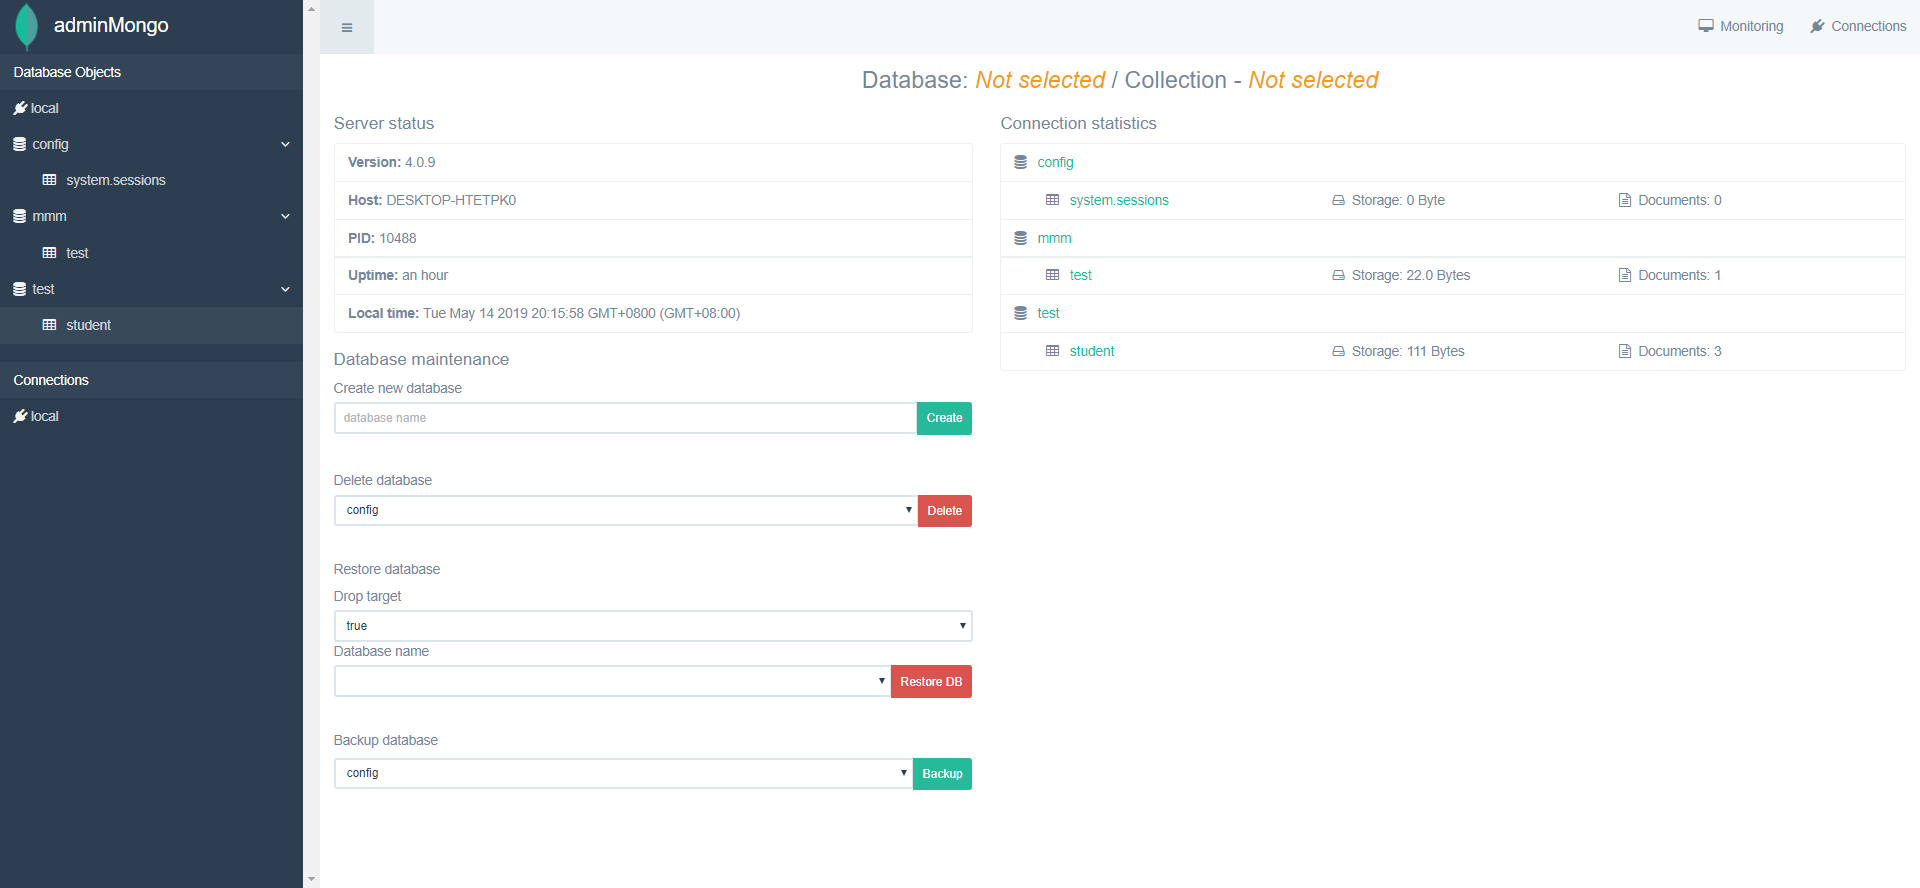 adminMongo
Database Objects
local
config
system.sessions
mmm
test
test
student
Connections
local
Monitoring
Connections
Database: Not selected / Collection - Not selected
Server status
Version: 4.0.9
Host: DESKTOP-HTETPK0
PID: 10488
Uptime: an hour
Local time: Tue May 14 2019 20:15:58 GMT+0800 (GMT+08:00)
Database maintenance
Create new database
database name Create
Delete database
config Delete
Restore database
Drop target
true
Database name
Restore DB
Backup database
config Backup
Connection statistics
config
system.sessions Storage: 0 Byte Documents: 0
mmm
test Storage: 22.0 Bytes Documents: 1
test
student Storage: 111 Bytes Documents: 3